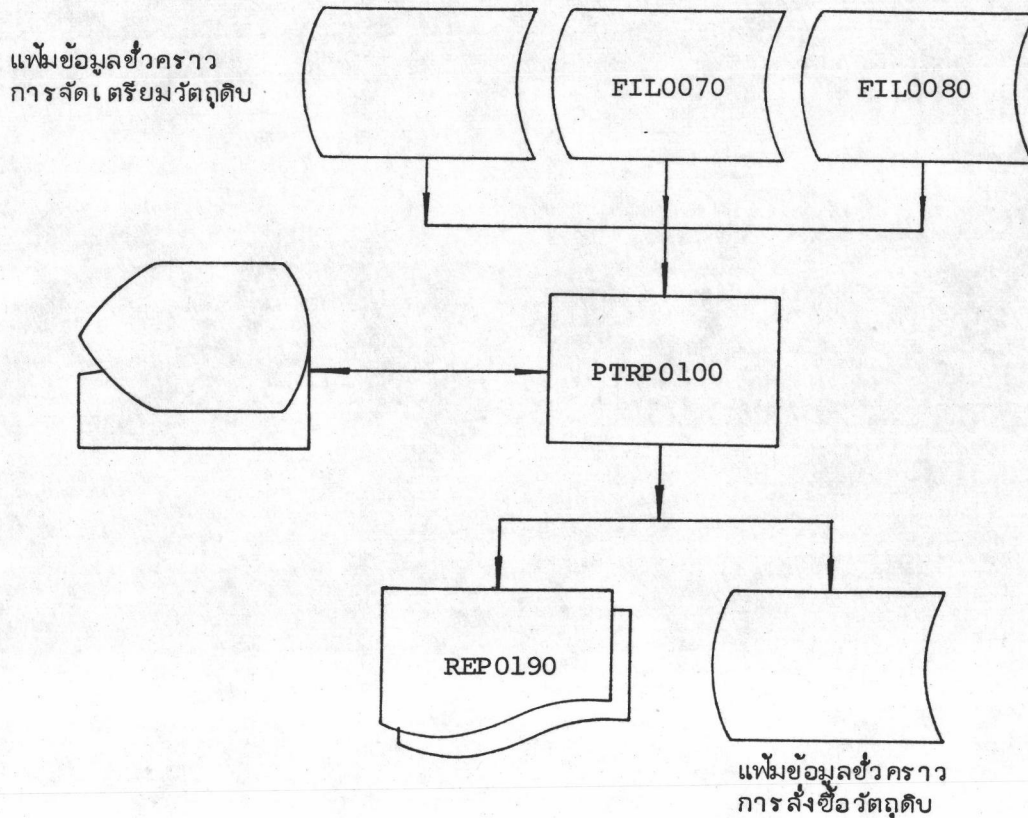 แฟ้มข้อมูลชั่วคราว
การจัดเตรียมวัตถุดิบ
FIL0070
FIL0080
PTRP0100
REP0190
แฟ้มข้อมูลชั่วคราว
การสั่งซื้อวัตถุดิบ